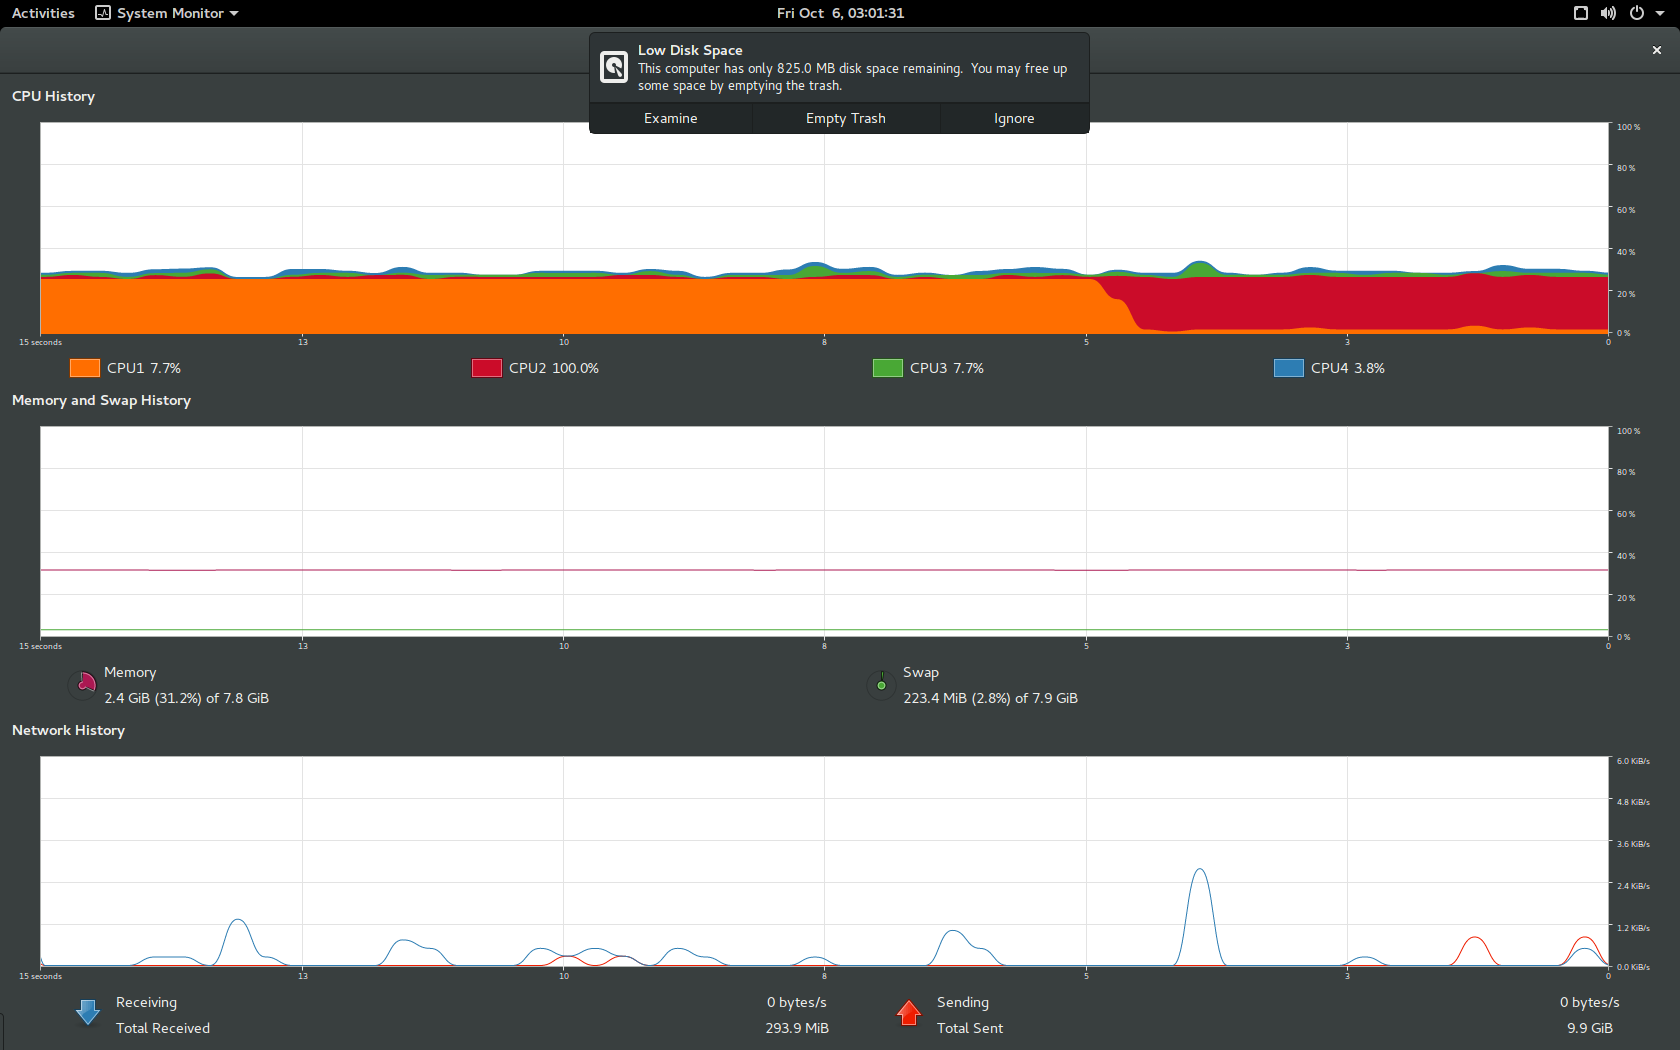 Activities System Monitor Fri Oct 6, 03:01:31
Low Disk Space
This computer has only 825.0 MB disk space remaining. You may free up
some space by emptying the trash.
Examine Empty Trash Ignore
CPU History
100 %
80 %
60 %
40 %
20 %
0 %
15 seconds 13 10 8 5 3 0
CPU1 7.7% CPU2 100.0% CPU3 7.7% CPU4 3.8%
Memory and Swap History
100 %
80 %
60 %
40 %
20 %
0 %
15 seconds 13 10 8 5 3 0
Memory
2.4 GiB (31.2%) of 7.8 GiB
Swap
223.4 MiB (2.8%) of 7.9 GiB
Network History
6.0 KiB/s
4.8 KiB/s
3.6 KiB/s
2.4 KiB/s
1.2 KiB/s
0.0 KiB/s
15 seconds 13 10 8 5 3 0
Receiving 0 bytes/s
Total Received 293.9 MiB
Sending 0 bytes/s
Total Sent 9.9 GiB